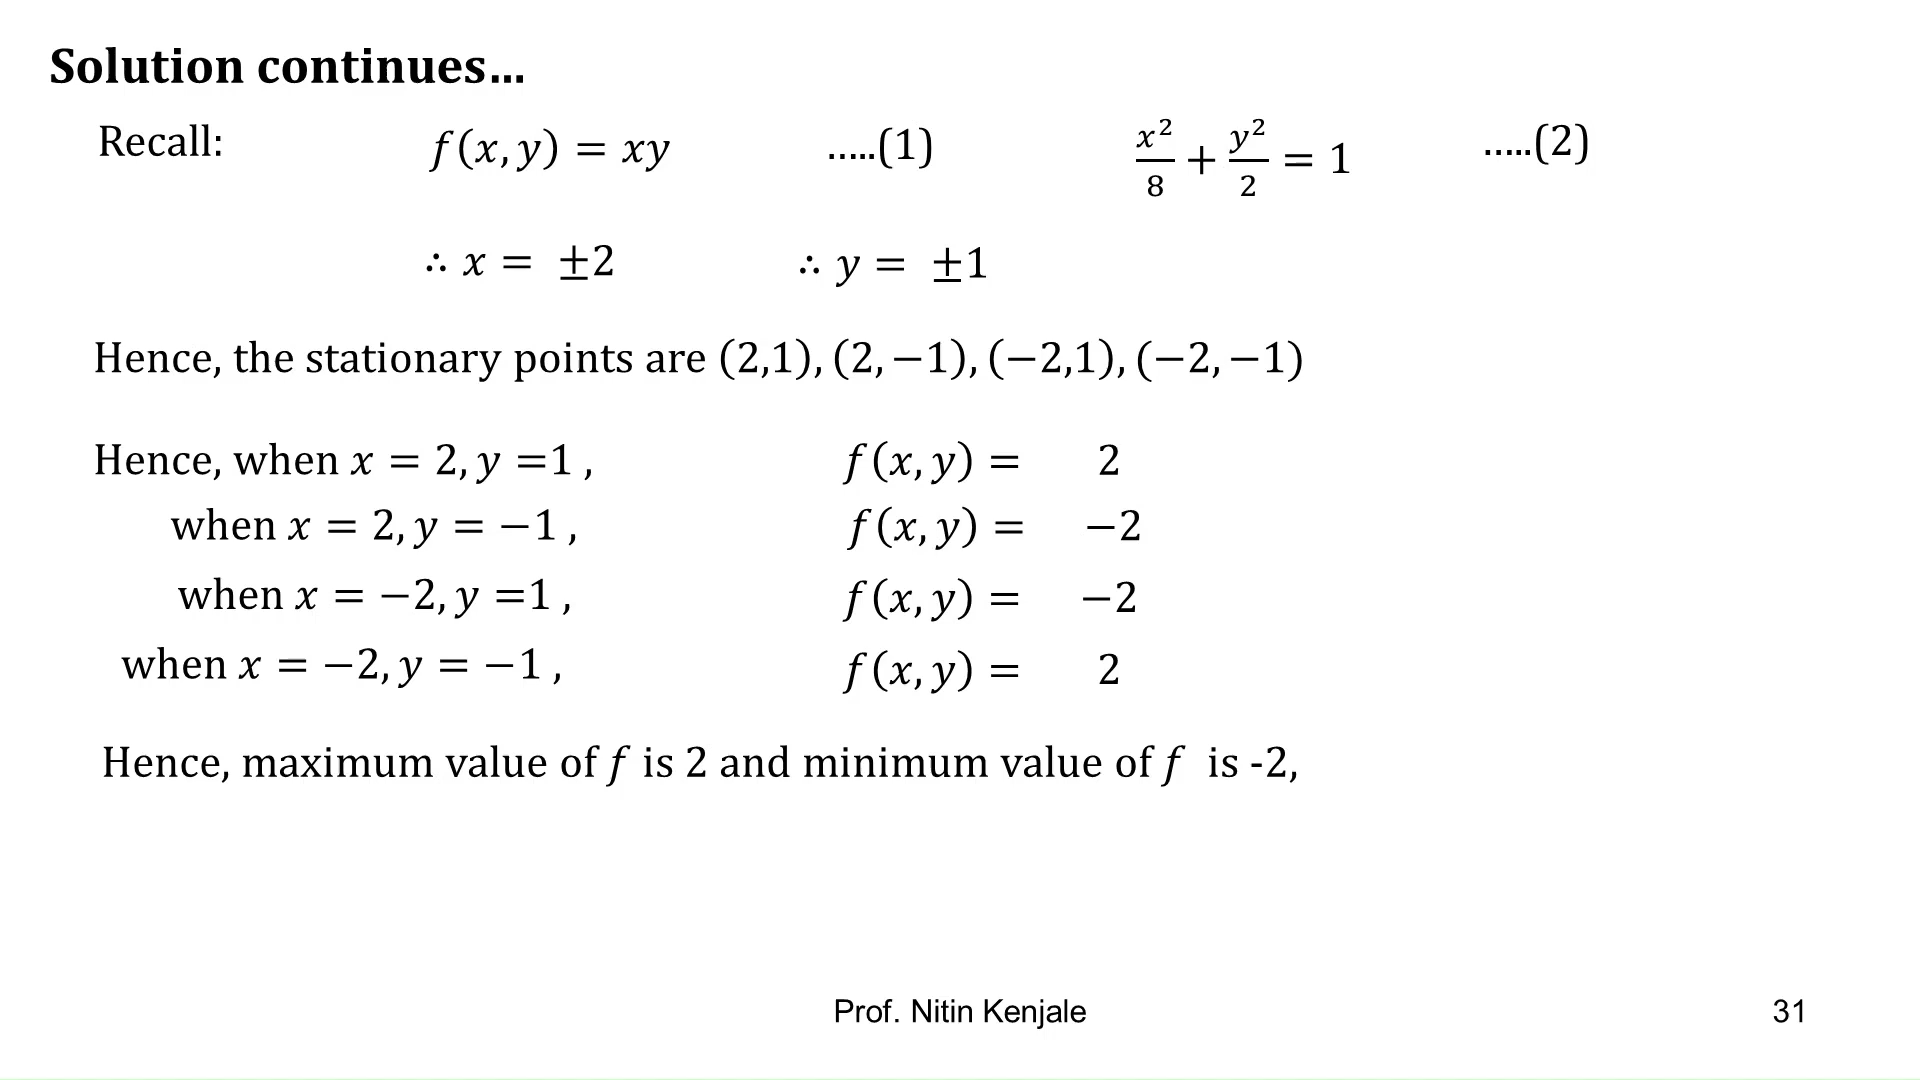 Solution continues…
Recall: f(x, y) = xy …..(1) x²/8 + y²/2 = 1 …..(2)
∴ x = ±2 ∴ y = ±1
Hence, the stationary points are (2,1), (2, −1), (−2,1), (−2, −1)
Hence, when x = 2, y =1 , f(x, y) = 2
when x = 2, y = −1 , f(x, y) = −2
when x = −2, y =1 , f(x, y) = −2
when x = −2, y = −1 , f(x, y) = 2
Hence, maximum value of f is 2 and minimum value of f is -2,
Prof. Nitin Kenjale 31